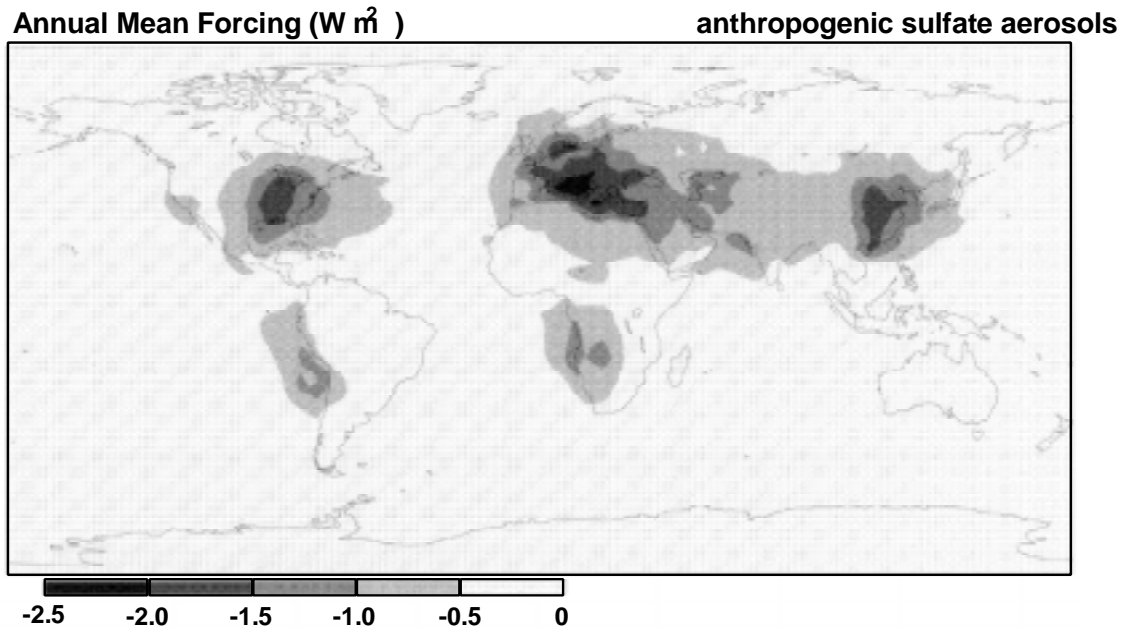 Annual Mean Forcing (W m² )
anthropogenic sulfate aerosols
-2.5 -2.0 -1.5 -1.0 -0.5 0